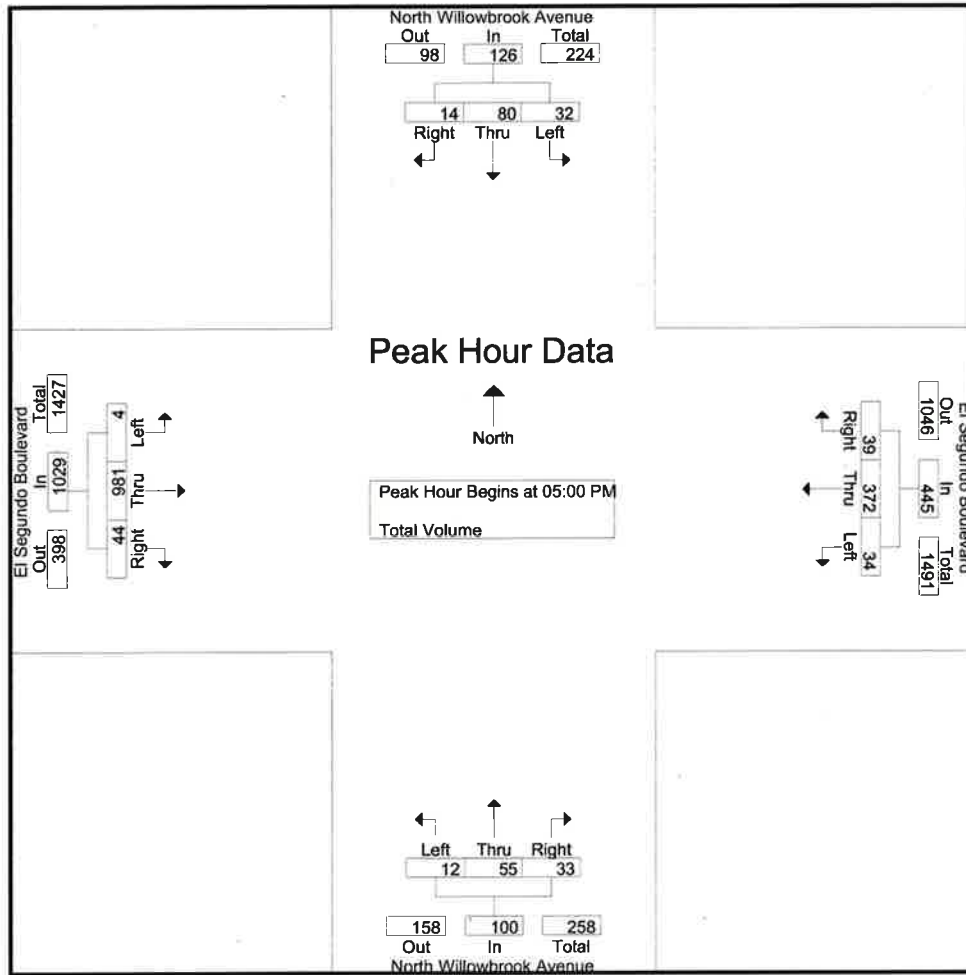 North Willowbrook Avenue
Out In Total
98 126 224
14 80 32
Right Thru Left
Peak Hour Data
North
Peak Hour Begins at 05:00 PM
Total Volume
El Segundo Boulevard
Total In Out
1427 1029 398
4 981 44
Left Thru Right
El Segundo Boulevard
Out In Total
1046 445 1491
39 372 34
Right Thru Left
Left Thru Right
12 55 33
158 100 258
Out In Total
North Willowbrook Avenue